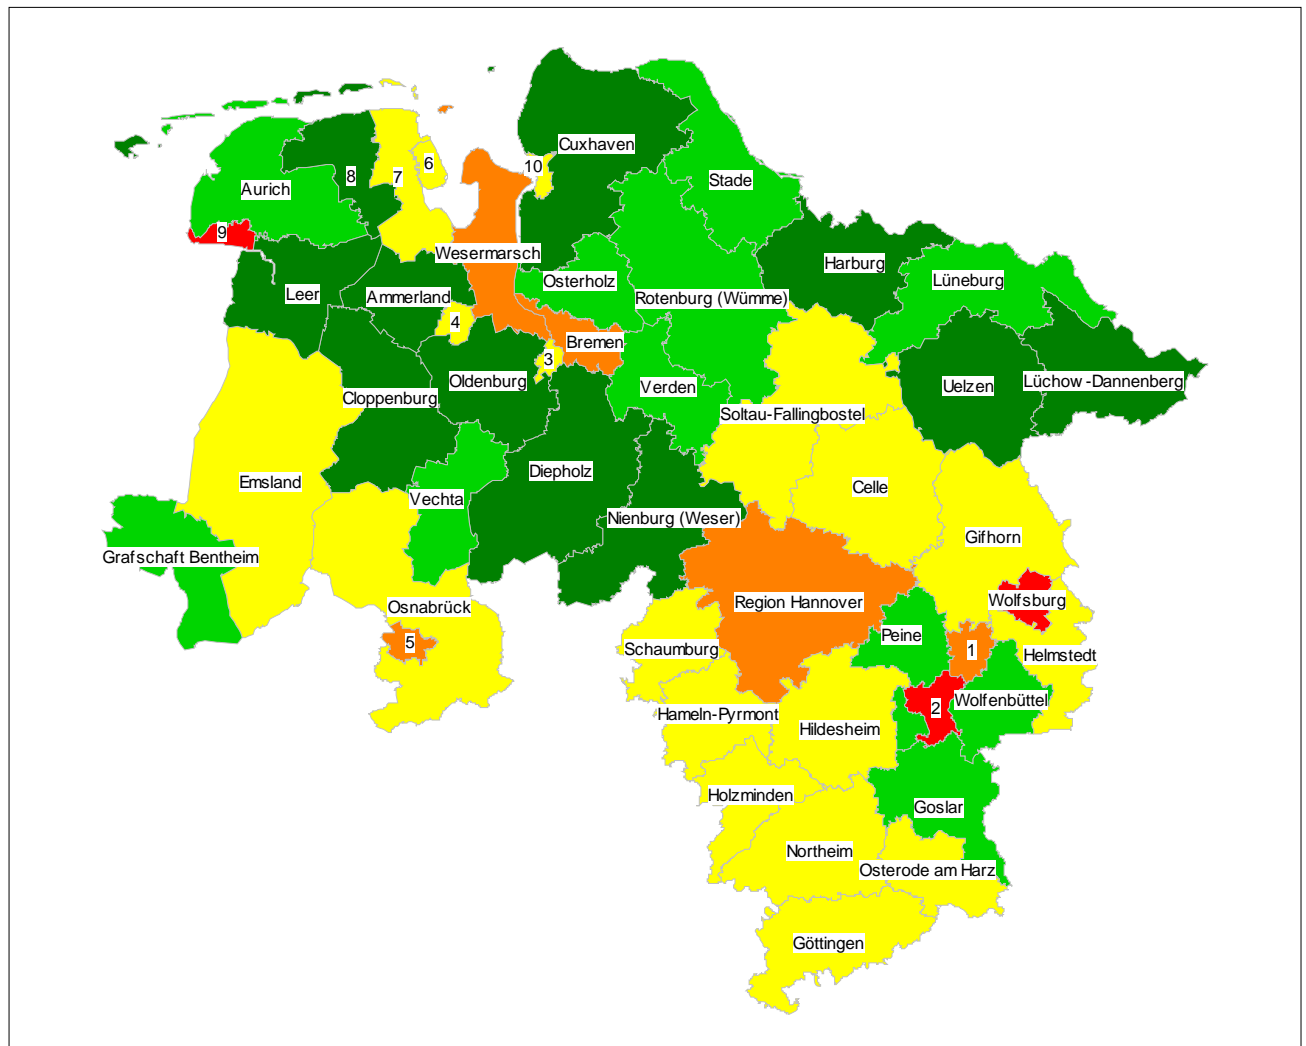 Cuxhaven
10
6
8
7
Stade
Aurich
9
Wesermarsch
Harburg
Osterholz
Lüneburg
Leer
Ammerland
Rotenburg (Wümme)
4
Bremen
3
Oldenburg
Verden
Uelzen
Lüchow -Dannenberg
Cloppenburg
Soltau-Fallingbostel
Diepholz
Emsland
Celle
Vechta
Nienburg (Weser)
Gifhorn
Grafschaft Bentheim
Wolfsburg
Region Hannover
Osnabrück
Peine
5
Schaumburg
1
Helmstedt
Wolfenbüttel
2
Hameln-Pyrmont
Hildesheim
Holzminden
Goslar
Northeim
Osterode am Harz
Göttingen